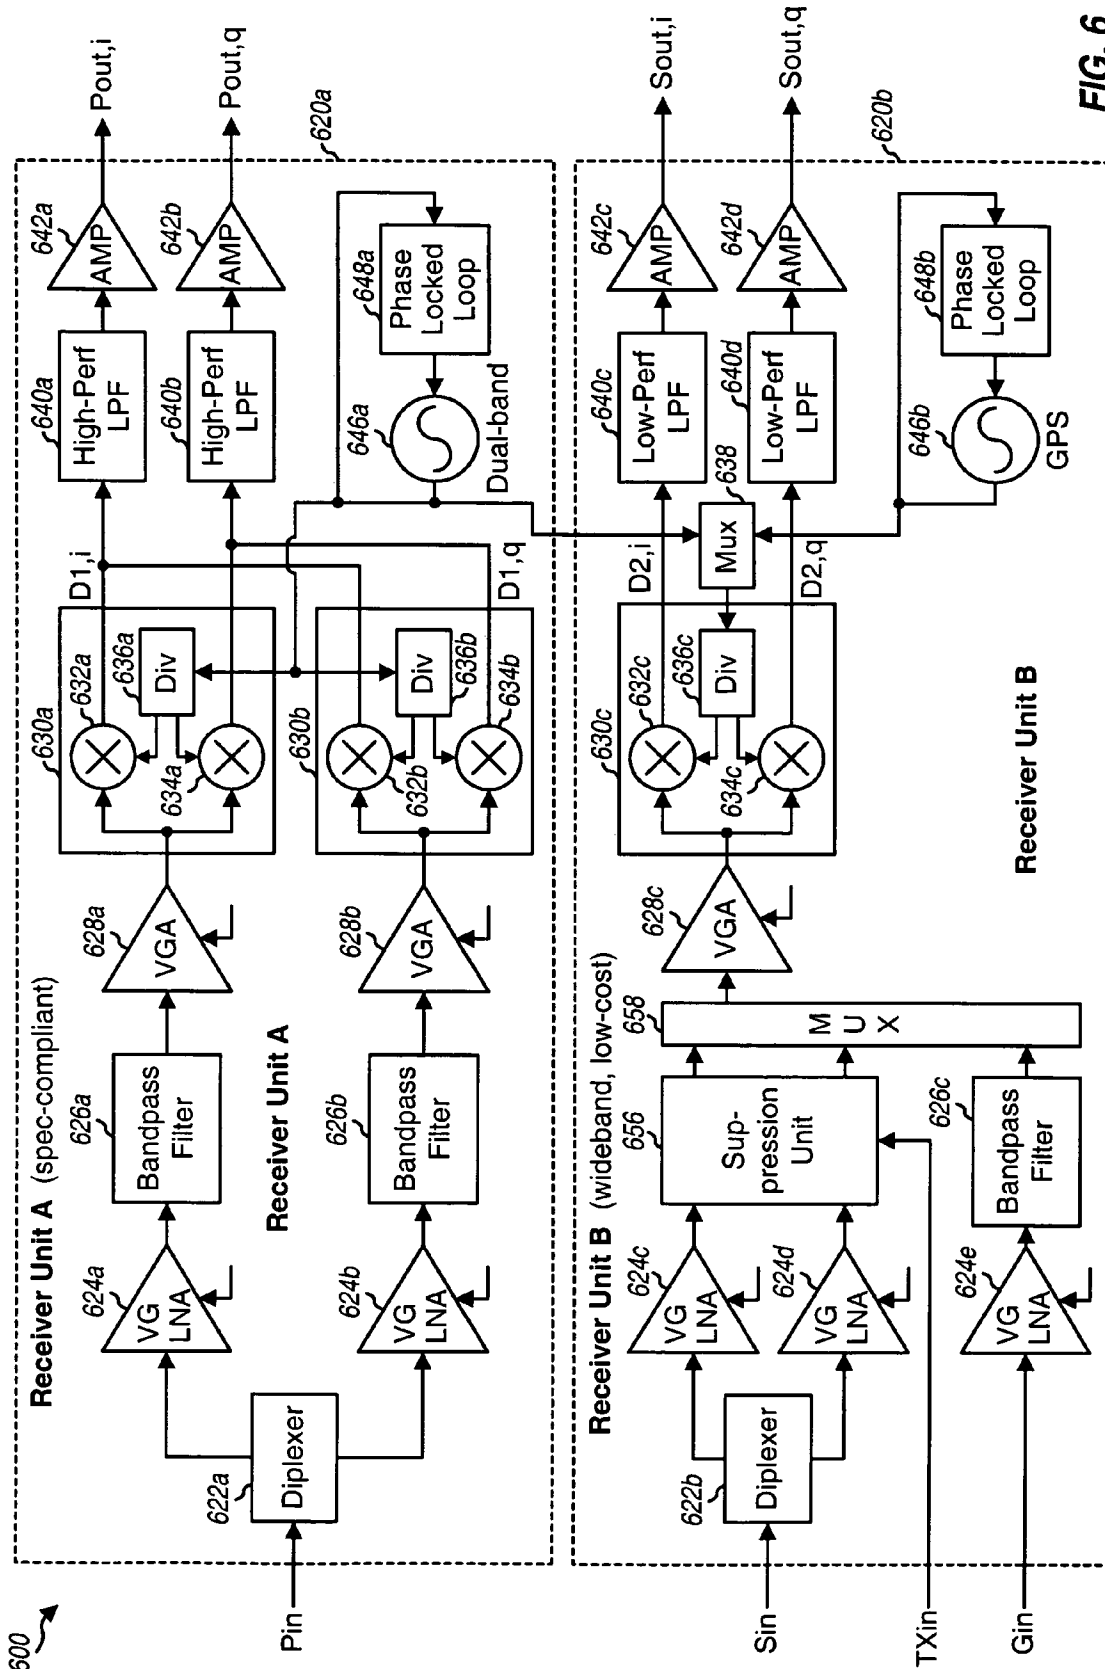 600
Receiver Unit A (spec-compliant)
Pin
622a
Diplexer
624a
VG
LNA
626a
Bandpass
Filter
628a
VGA
630a
632a
634a
636a
Div
D1,i
640a
High-Perf
LPF
642a
AMP
Pout,i
640b
High-Perf
LPF
642b
AMP
Pout,q
Receiver Unit A
624b
VG
LNA
626b
Bandpass
Filter
628b
VGA
630b
632b
634b
636b
Div
D1,q
646a
Dual-band
648a
Phase
Locked
Loop
620a
Receiver Unit B (wideband, low-cost)
Sin
622b
Diplexer
624c
VG
LNA
624d
VG
LNA
656
Sup-
pression
Unit
658
M
U
X
628c
VGA
630c
632c
634c
636c
Div
D2,i
638
Mux
D2,q
640c
Low-Perf
LPF
642c
AMP
Sout,i
640d
Low-Perf
LPF
642d
AMP
Sout,q
TXin
Gin
624e
VG
LNA
626c
Bandpass
Filter
Receiver Unit B
646b
GPS
648b
Phase
Locked
Loop
620b
FIG. 6